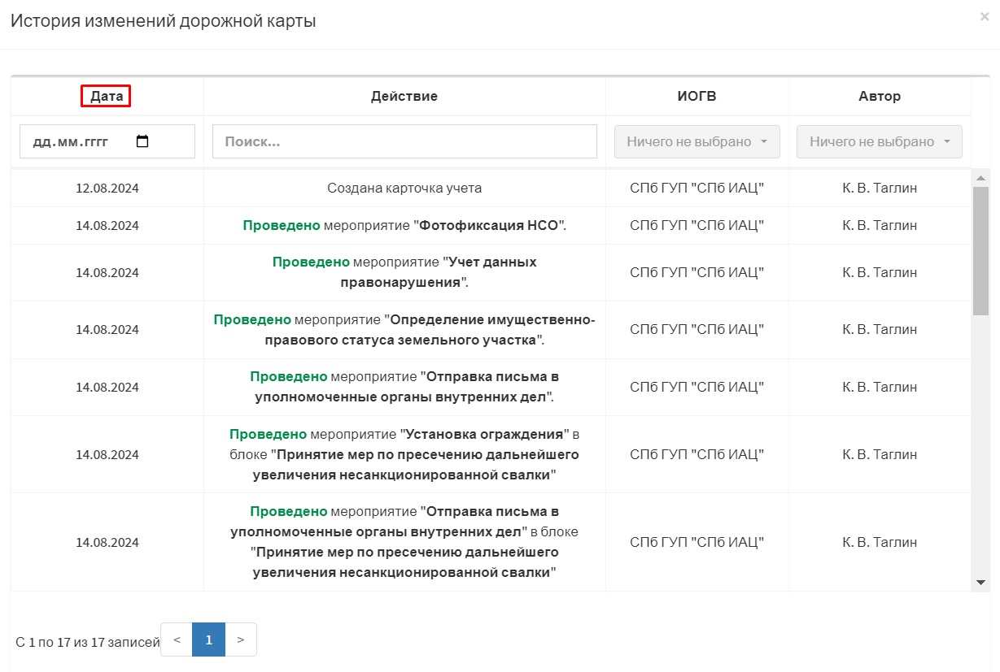 История изменений дорожной карты
×
Дата Действие ИОГВ Автор
дд.мм.гггг Поиск... Ничего не выбрано Ничего не выбрано
12.08.2024 Создана карточка учета СПб ГУП "СПб ИАЦ" К. В. Таглин
14.08.2024 Проведено мероприятие "Фотофиксация НСО". СПб ГУП "СПб ИАЦ" К. В. Таглин
Проведено мероприятие "Учет данных
14.08.2024 правонарушения". СПб ГУП "СПб ИАЦ" К. В. Таглин
Проведено мероприятие "Определение имущественно-
14.08.2024 правового статуса земельного участка". СПб ГУП "СПб ИАЦ" К. В. Таглин
Проведено мероприятие "Отправка письма в
14.08.2024 уполномоченные органы внутренних дел". СПб ГУП "СПб ИАЦ" К. В. Таглин
Проведено мероприятие "Установка ограждения" в
14.08.2024 блоке "Принятие мер по пресечению дальнейшего СПб ГУП "СПб ИАЦ" К. В. Таглин
увеличения несанкционированной свалки"
Проведено мероприятие "Отправка письма в
уполномоченные органы внутренних дел" в блоке
14.08.2024 "Принятие мер по пресечению дальнейшего СПб ГУП "СПб ИАЦ" К. В. Таглин
увеличения несанкционированной свалки"
С 1 по 17 из 17 записей < 1 >